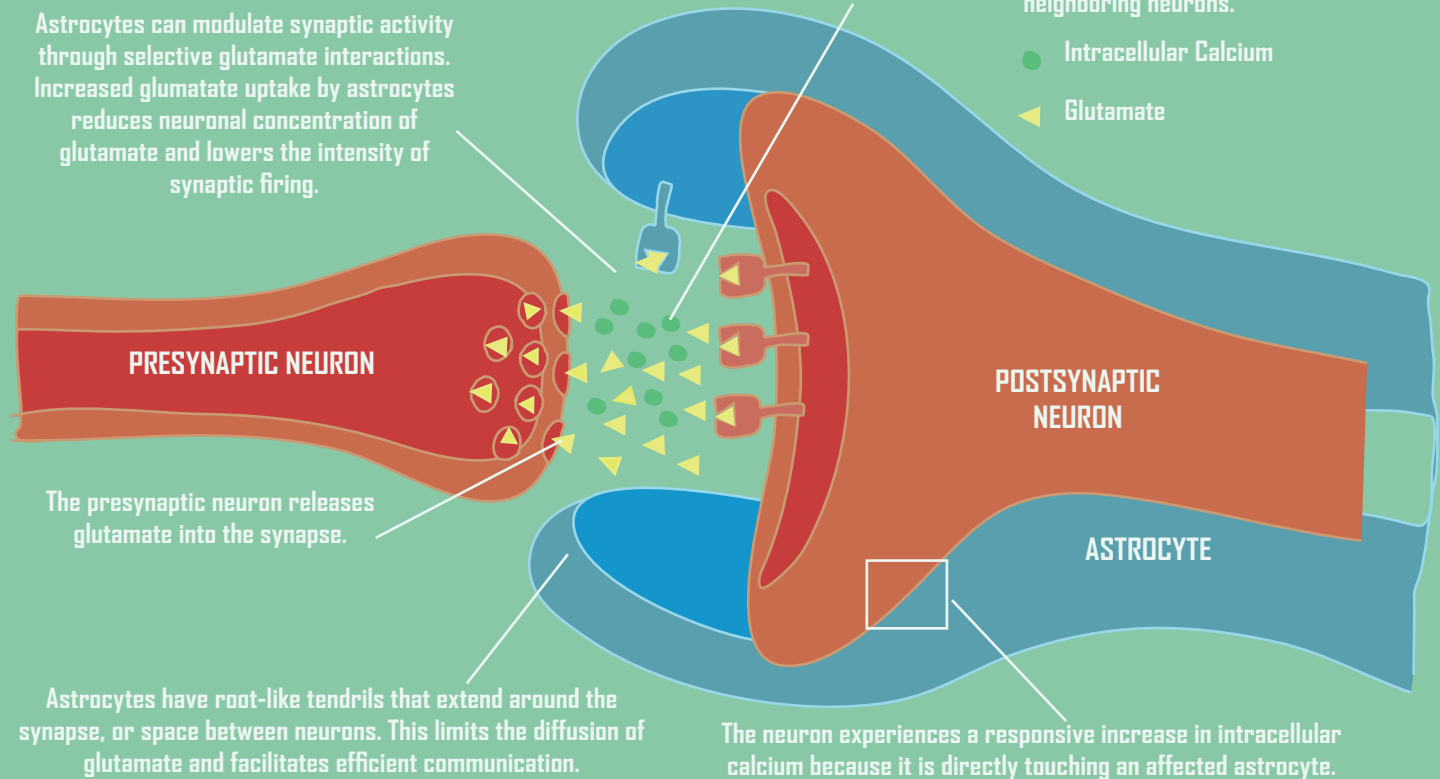 Astrocytes can modulate synaptic activity
through selective glutamate interactions.
Increased glumatate uptake by astrocytes
reduces neuronal concentration of
glutamate and lowers the intensity of
synaptic firing.
neighboring neurons.
Intracellular Calcium
Glutamate
PRESYNAPTIC NEURON
POSTSYNAPTIC
NEURON
The presynaptic neuron releases
glutamate into the synapse.
ASTROCYTE
Astrocytes have root-like tendrils that extend around the
synapse, or space between neurons. This limits the diffusion of
glutamate and facilitates efficient communication.
The neuron experiences a responsive increase in intracellular
calcium because it is directly touching an affected astrocyte.